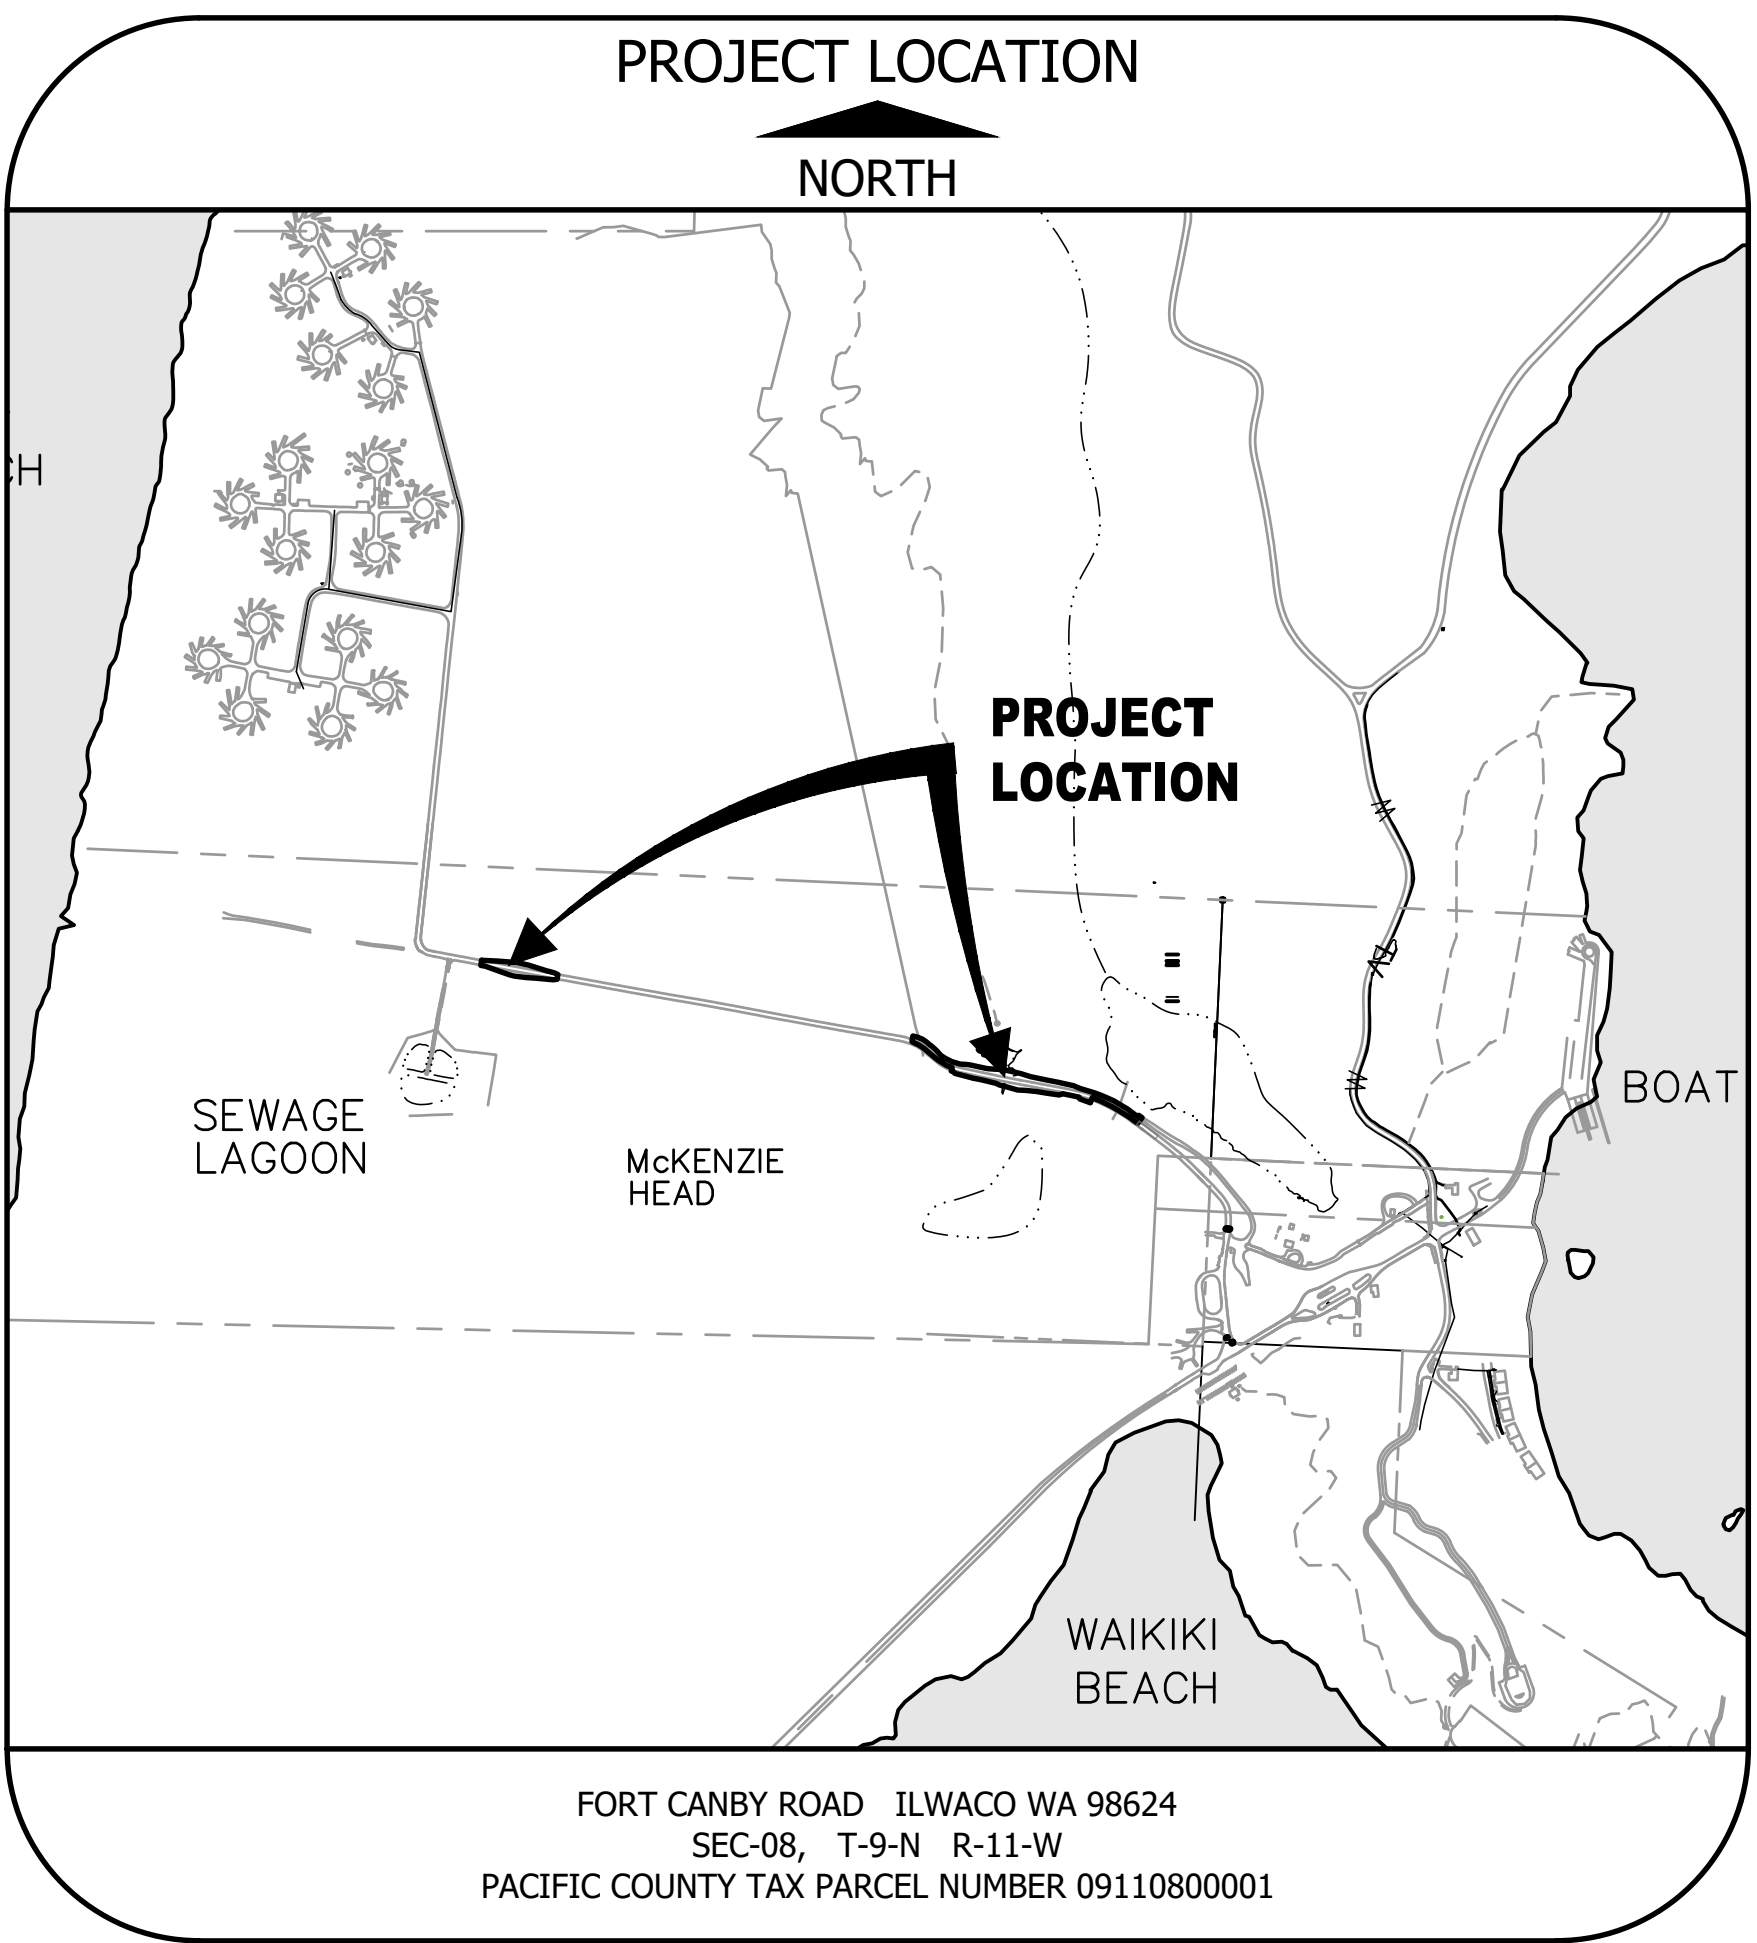 PROJECT LOCATION
NORTH
CH
PROJECT
LOCATION
SEWAGE
LAGOON
McKENZIE
HEAD
BOAT
WAIKIKI
BEACH
FORT CANBY ROAD ILWACO WA 98624
SEC-08, T-9-N R-11-W
PACIFIC COUNTY TAX PARCEL NUMBER 09110800001